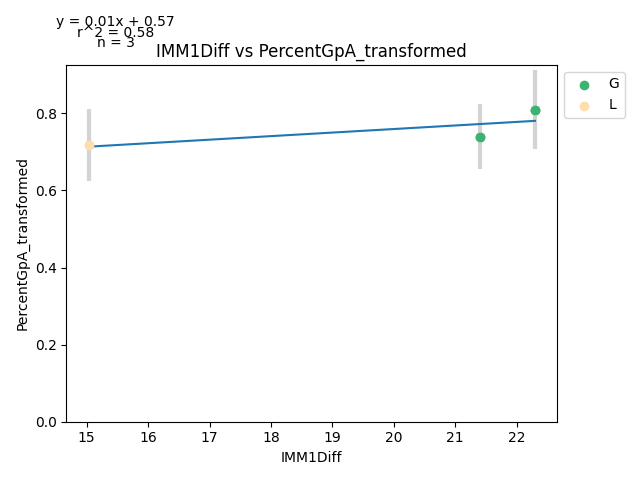 y = 0.01x + 0.57
r^2 = 0.58
n = 3
IMM1Diff vs PercentGpA_transformed
G
L
PercentGpA_transformed
0.8
0.6
0.4
0.2
0.0
15 16 17 18 19 20 21 22
IMM1Diff